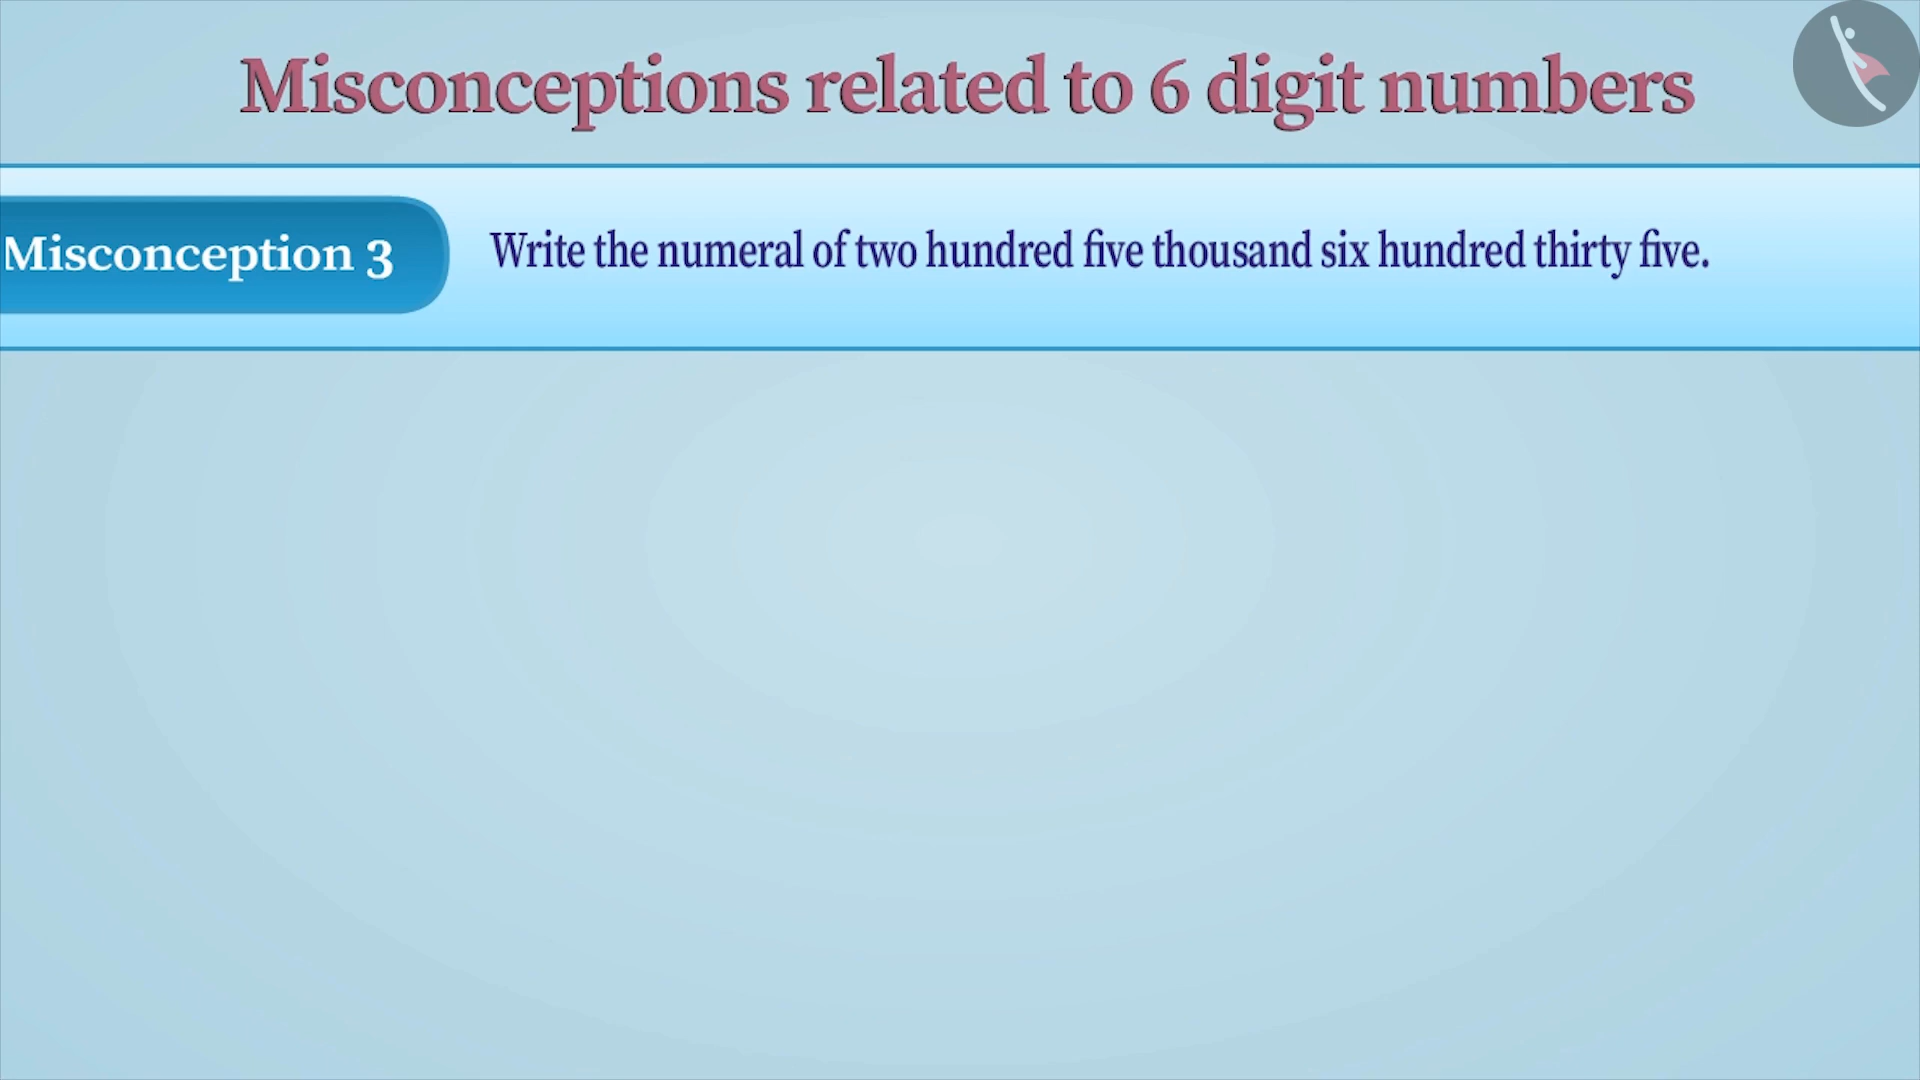 Misconceptions related to 6 digit numbers
Misconception 3
Write the numeral of two hundred five thousand six hundred thirty five.